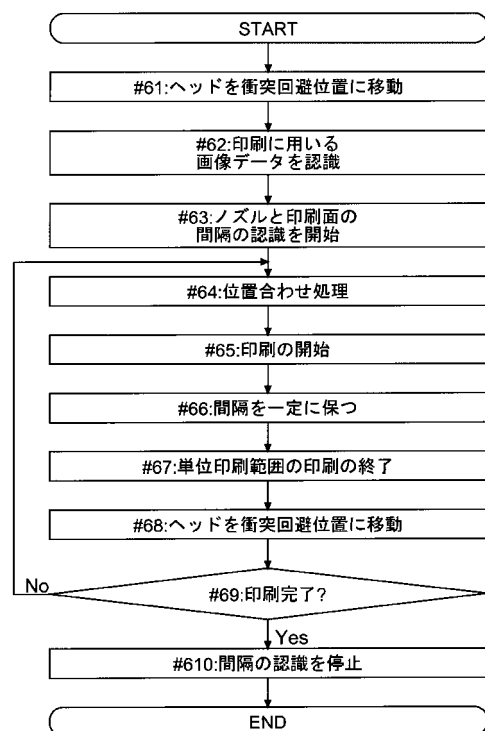 START
#61:ヘッドを衝突回避位置に移動
#62:印刷に用いる
画像データを認識
#63:ノズルと印刷面の
間隔の認識を開始
#64:位置合わせ処理
#65:印刷の開始
#66:間隔を一定に保つ
#67:単位印刷範囲の印刷の終了
#68:ヘッドを衝突回避位置に移動
No
#69:印刷完了?
Yes
#610:間隔の認識を停止
END